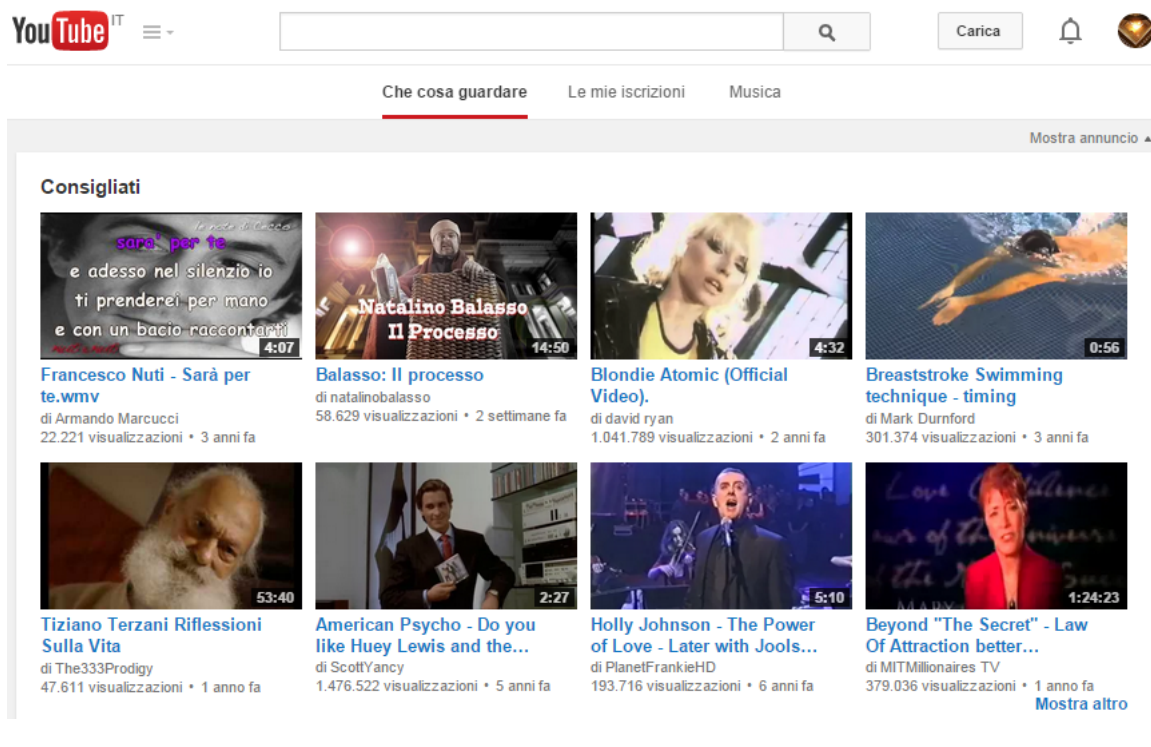 YouTube IT
Carica
Che cosa guardare Le mie iscrizioni Musica
Mostra annuncio
Consigliati
le note di Cecco
sara' per te
e adesso nel silenzio io
ti prenderei per mano
e con un bacio raccontarti
4:07
Francesco Nuti - Sarà per
te.wmv
di Armando Marcucci
22.221 visualizzazioni • 3 anni fa
Natalino Balasso
Il Processo
14:50
Balasso: Il processo
di natalinobalasso
58.629 visualizzazioni • 2 settimane fa
4:32
Blondie Atomic (Official
Video).
di david ryan
1.041.789 visualizzazioni • 2 anni fa
0:56
Breaststroke Swimming
technique - timing
di Mark Durnford
301.374 visualizzazioni • 3 anni fa
53:40
Tiziano Terzani Riflessioni
Sulla Vita
di The333Prodigy
47.611 visualizzazioni • 1 anno fa
2:27
American Psycho - Do you
like Huey Lewis and the...
di ScottYancy
1.476.522 visualizzazioni • 5 anni fa
5:10
Holly Johnson - The Power
of Love - Later with Jools...
di PlanetFrankieHD
193.716 visualizzazioni • 6 anni fa
1:24:23
Beyond "The Secret" - Law
Of Attraction better...
di MITMillionaires TV
379.036 visualizzazioni • 1 anno fa
Mostra altro